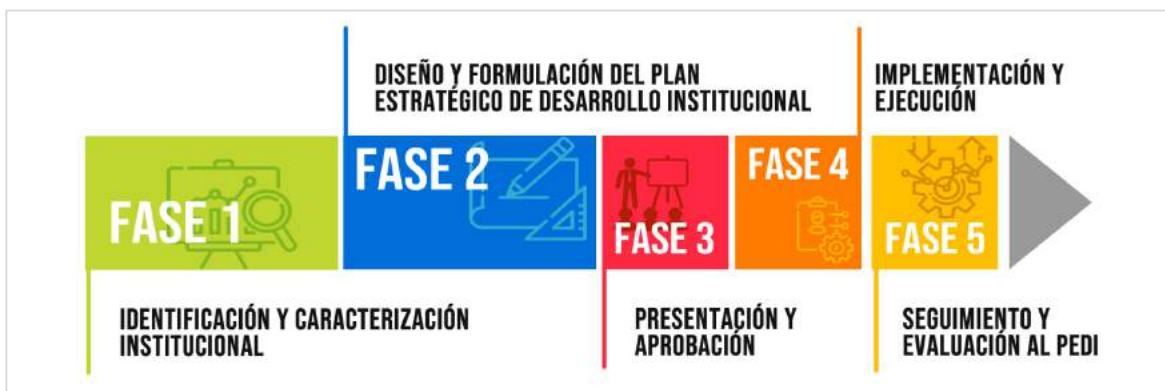 FASE 1
IDENTIFICACIÓN Y CARACTERIZACIÓN
INSTITUCIONAL
DISEÑO Y FORMULACIÓN DEL PLAN
ESTRATÉGICO DE DESARROLLO INSTITUCIONAL
FASE 2
FASE 3
PRESENTACIÓN Y
APROBACIÓN
IMPLEMENTACIÓN Y
EJECUCIÓN
FASE 4
FASE 5
SEGUIMIENTO Y
EVALUACIÓN AL PEDI